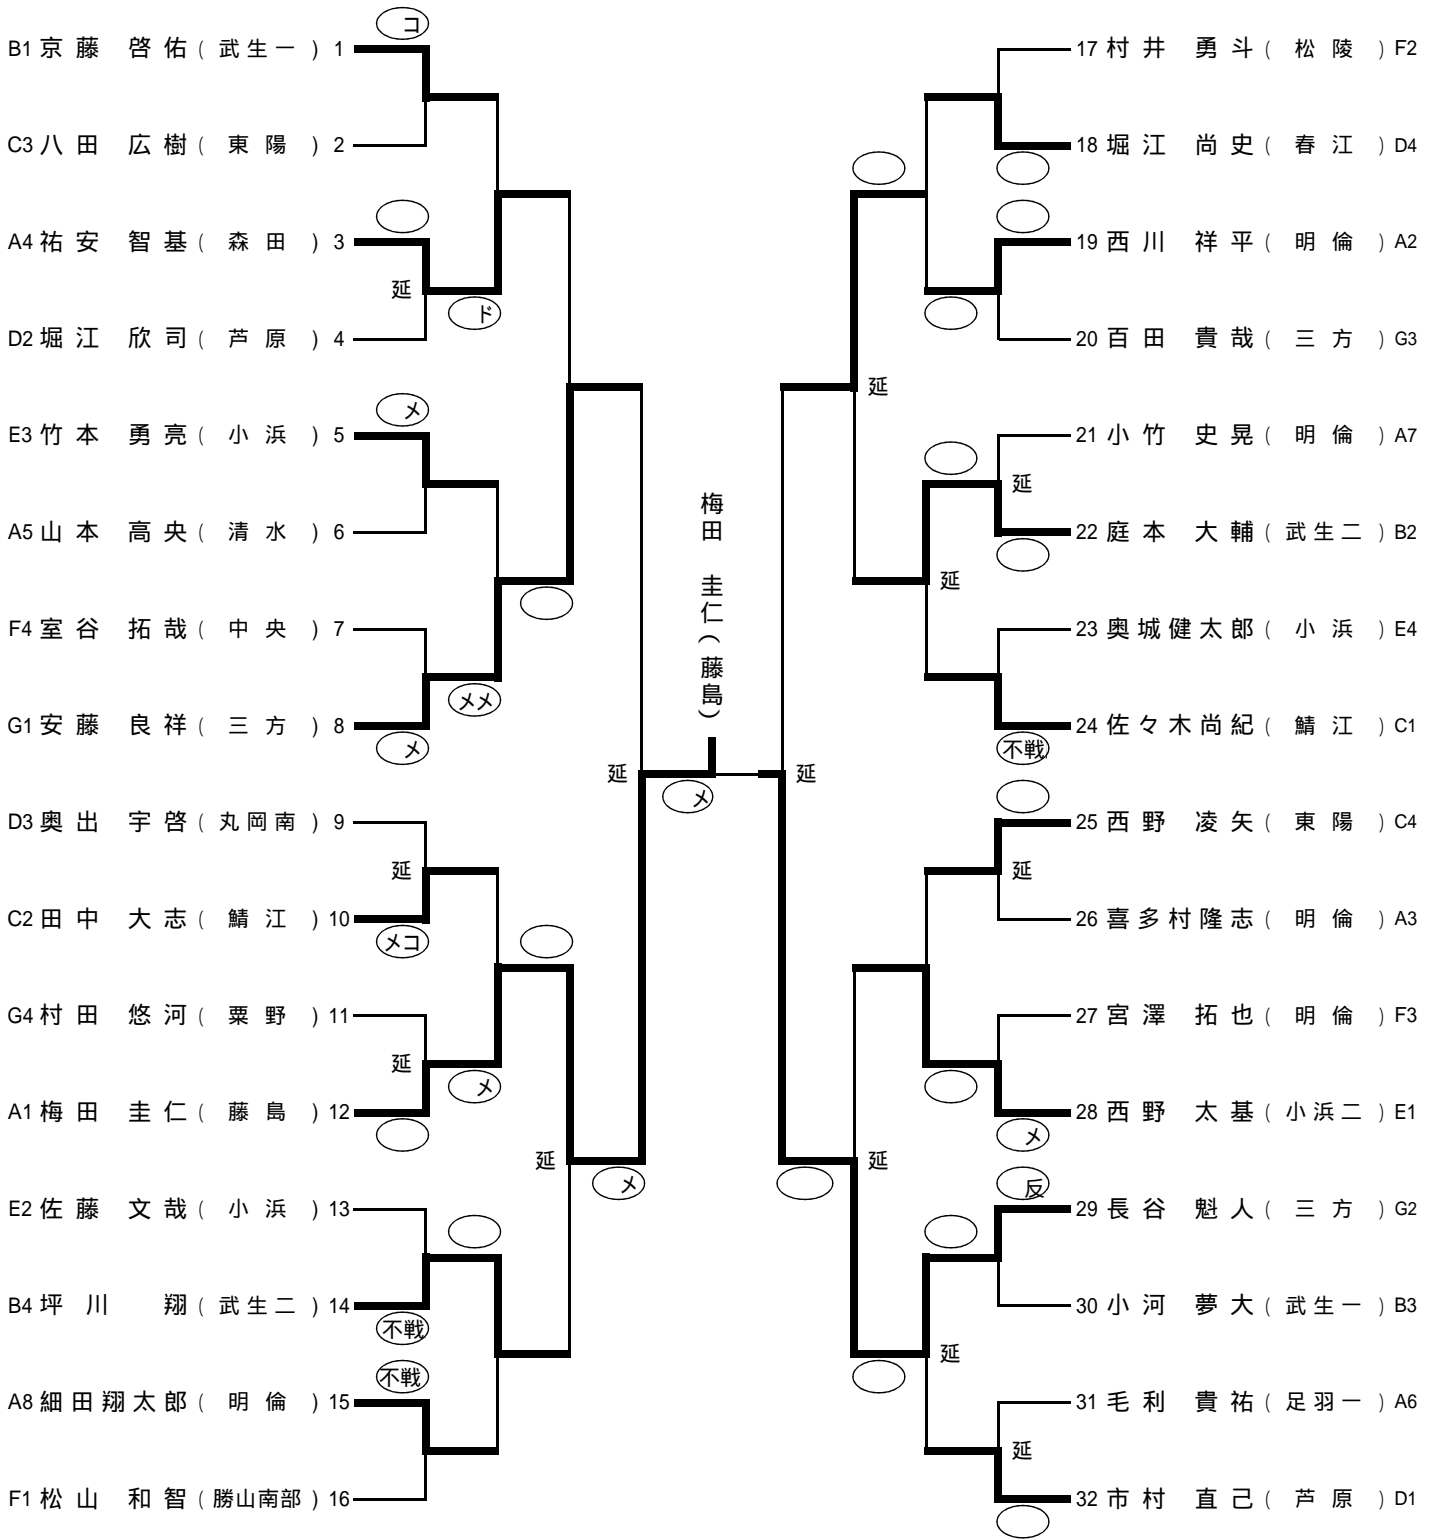 コ
B1 京藤 啓佑 ( 武生一 ) 1
C3 八田 広樹 ( 東陽 ) 2
A4 祐安 智基 ( 森田 ) 3
延
ド
D2 堀江 欣司 ( 芦原 ) 4
メ
E3 竹本 勇亮 ( 小浜 ) 5
A5 山本 高央 ( 清水 ) 6
F4 室谷 拓哉 ( 中央 ) 7
メメ
G1 安藤 良祥 ( 三方 ) 8
メ
D3 奥出 宇啓 ( 丸岡南 ) 9
延
C2 田中 大志 ( 鯖江 ) 10
メコ
G4 村田 悠河 ( 粟野 ) 11
延
メ
A1 梅田 圭仁 ( 藤島 ) 12
延
メ
E2 佐藤 文哉 ( 小浜 ) 13
B4 坪川 翔 ( 武生二 ) 14
不戦
不戦
A8 細田翔太郎 ( 明倫 ) 15
F1 松山 和智 ( 勝山南部 ) 16
梅田 圭仁(藤島)
延
メ
延
17 村井 勇斗 ( 松陵 ) F2
18 堀江 尚史 ( 春江 ) D4
19 西川 祥平 ( 明倫 ) A2
20 百田 貴哉 ( 三方 ) G3
延
21 小竹 史晃 ( 明倫 ) A7
延
22 庭本 大輔 ( 武生二 ) B2
延
23 奥城健太郎 ( 小浜 ) E4
24 佐々木尚紀 ( 鯖江 ) C1
不戦
25 西野 凌矢 ( 東陽 ) C4
延
26 喜多村隆志 ( 明倫 ) A3
27 宮澤 拓也 ( 明倫 ) F3
28 西野 太基 ( 小浜二 ) E1
メ
延
反
29 長谷 魁人 ( 三方 ) G2
30 小河 夢大 ( 武生一 ) B3
延
31 毛利 貴祐 ( 足羽一 ) A6
延
32 市村 直己 ( 芦原 ) D1